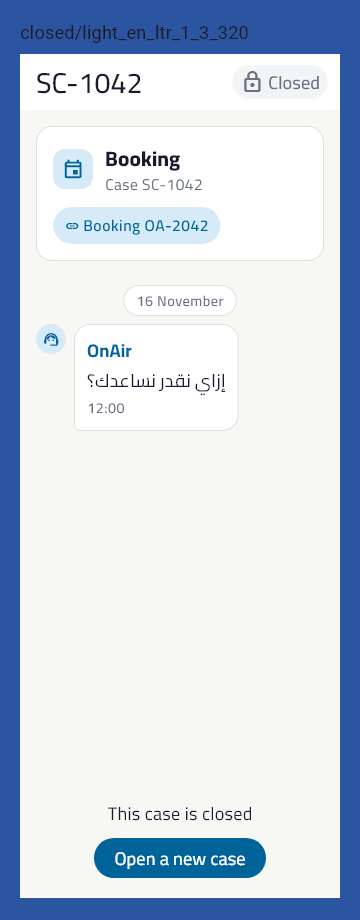 closed/light_en_ltr_1_3_320
SC-1042
Closed
Booking
Case SC-1042
Booking OA-2042
16 November
OnAir
إزاي نقدر نساعدك؟
12:00
This case is closed
Open a new case